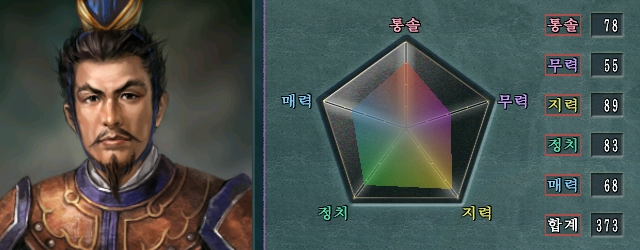 통솔
매력
무력
정치
지력
통솔 78
무력 55
지력 89
정치 83
매력 68
합계 373